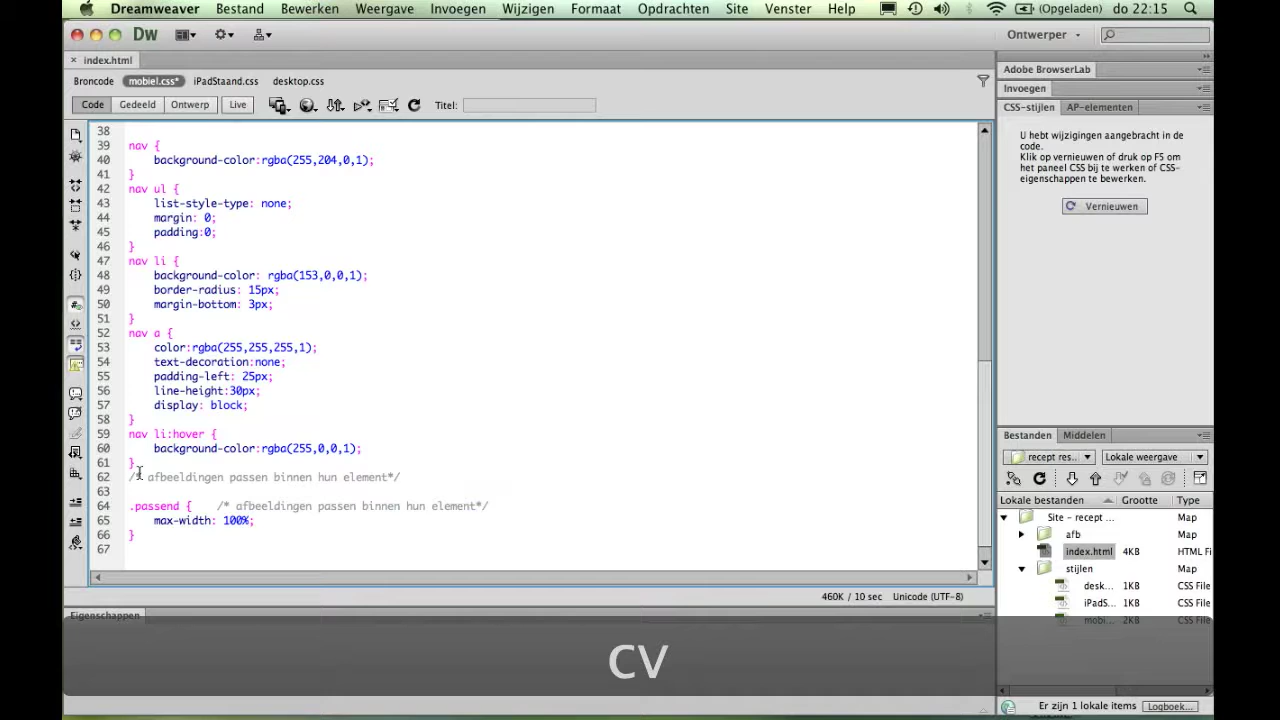 Dreamweaver Bestand Bewerken Weergave Invoegen Wijzigen Formaat Opdrachten Site Venster Help (Opgeladen) do 22:15
Dw Ontwerper
× index.html
Broncode mobiel.css* iPadStaand.css desktop.css
Code Gedeeld Ontwerp Live Titel:
38
39 nav {
40 background-color:rgba(255,204,0,1);
41 }
42 nav ul {
43 list-style-type: none;
44 margin: 0;
45 padding:0;
46 }
47 nav li {
48 background-color: rgba(153,0,0,1);
49 border-radius: 15px;
50 margin-bottom: 3px;
51 }
52 nav a {
53 color:rgba(255,255,255,1);
54 text-decoration:none;
55 padding-left: 25px;
56 line-height:30px;
57 display: block;
58 }
59 nav li:hover {
60 background-color:rgba(255,0,0,1);
61 }
62 /* afbeeldingen passen binnen hun element*/
63
64 .passend { /* afbeeldingen passen binnen hun element*/
65 max-width: 100%;
66 }
67
460K / 10 sec Unicode (UTF-8)
Eigenschappen
CV
Adobe BrowserLab
Invoegen
CSS-stijlen AP-elementen
U hebt wijzigingen aangebracht in de
code.
Klik op vernieuwen of druk op F5 om
het paneel CSS bij te werken of CSS-
eigenschappen te bewerken.
Vernieuwen
Bestanden Middelen
recept res... Lokale weergave
Lokale bestanden Grootte Type
Site - recept ... Map
afb Map
index.html 4KB HTML Fi
stijlen Map
desk... 1KB CSS File
iPadS... 1KB CSS File
mobi... 2KB CSS File
Er zijn 1 lokale items Logboek...